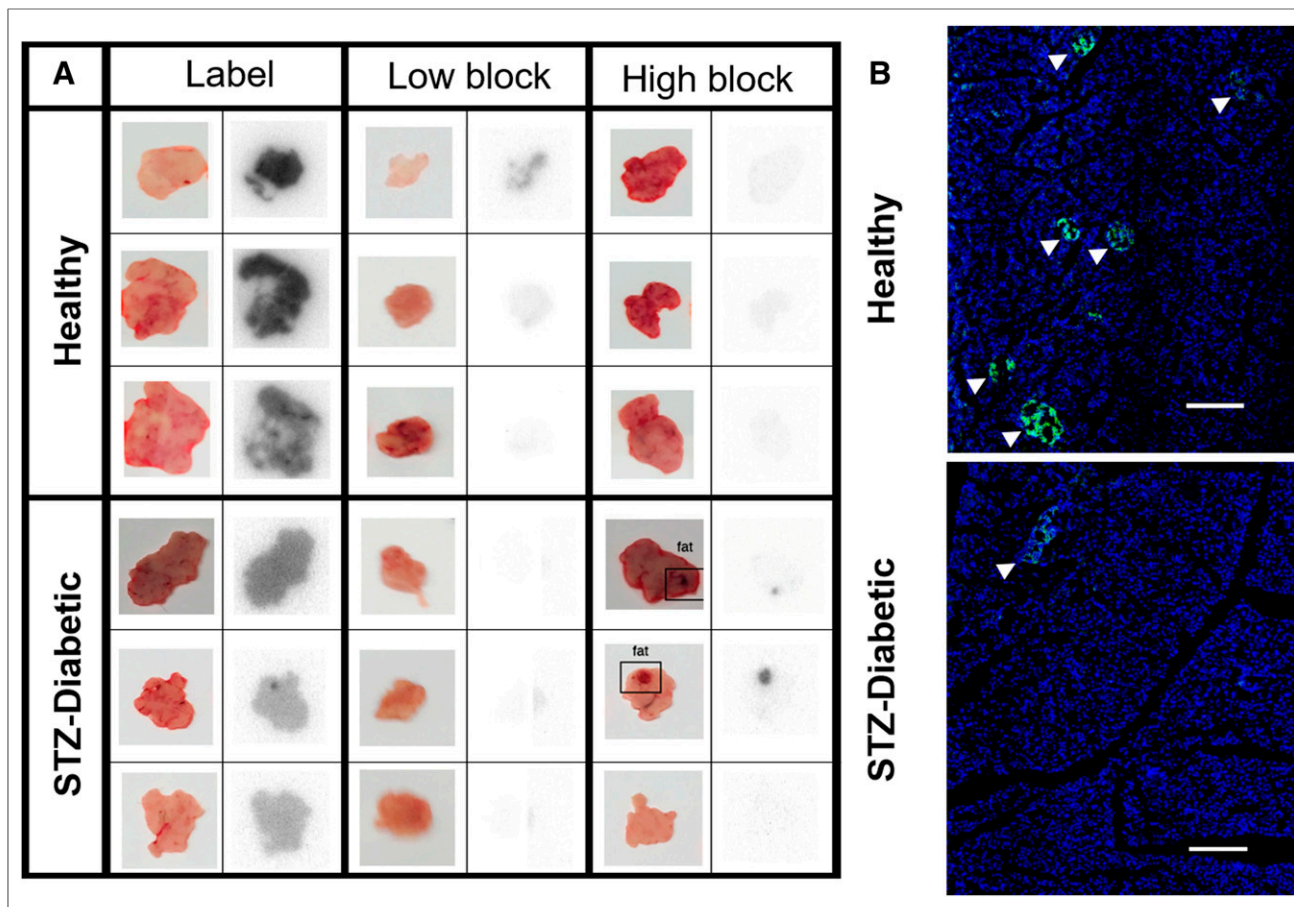 A
Label
Low block
High block
B
Healthy
Healthy
STZ-Diabetic
fat
fat
STZ-Diabetic